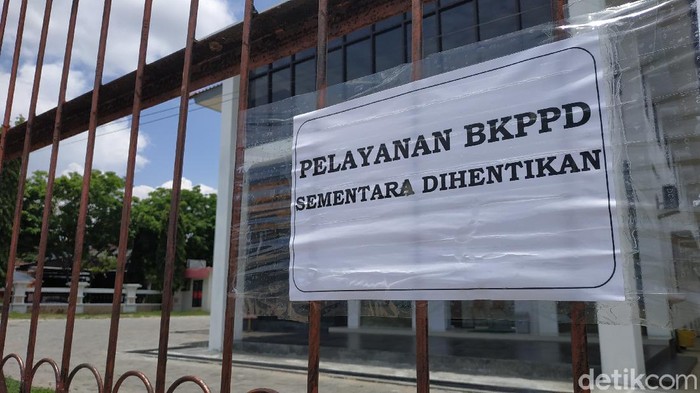 PELAYANAN BKPPD
SEMENTARA DIHENTIKAN
detikcom